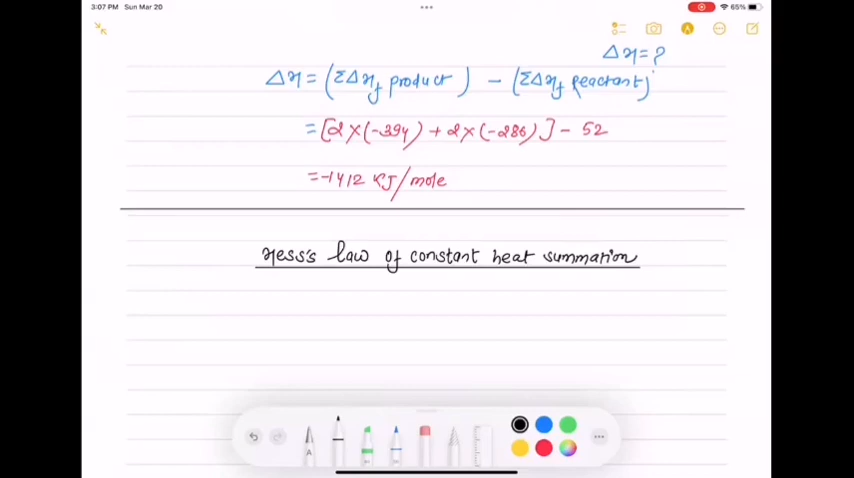 3:07 PM Sun Mar 20
65%
ΔH=?
ΔH = (ΣΔHf product) - (ΣΔHf Reactant)
= [2×(-394) + 2×(-286)] - 52
= -1412 KJ/mole
Hess's law of constant heat summation
A